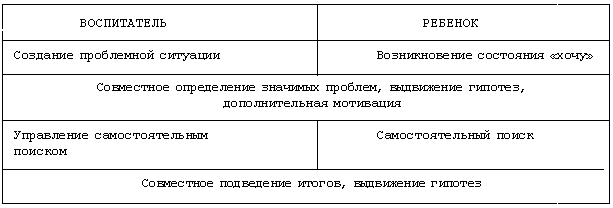 ВОСПИТАТЕЛЬ РЕБЕНОК
Создание проблемной ситуации Возникновение состояния «хочу»
Совместное определение значимых проблем, выдвижение гипотез,
дополнительная мотивация
Управление самостоятельным Самостоятельный поиск
поиском
Совместное подведение итогов, выдвижение гипотез